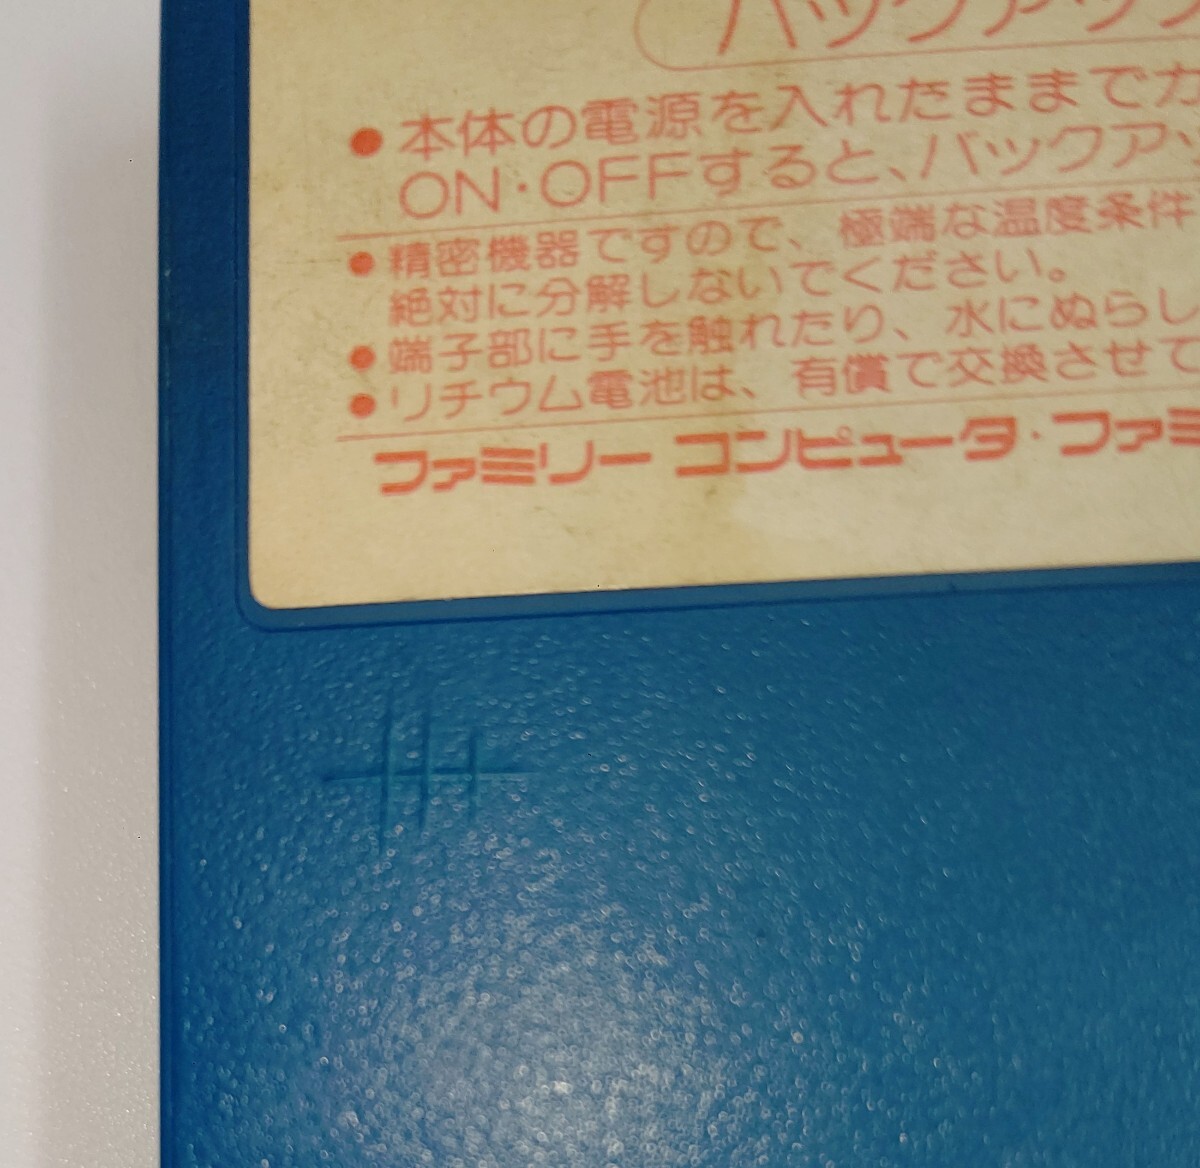 バックアップ
●本体の電源を入れたままでカ
ON・OFFすると、バックアッ
●精密機器ですので、極端な温度条件
絶対に分解しないでください。
●端子部に手を触れたり、水にぬらし
●リチウム電池は、有償で交換させて
ファミリー コンピュータ・ファミ